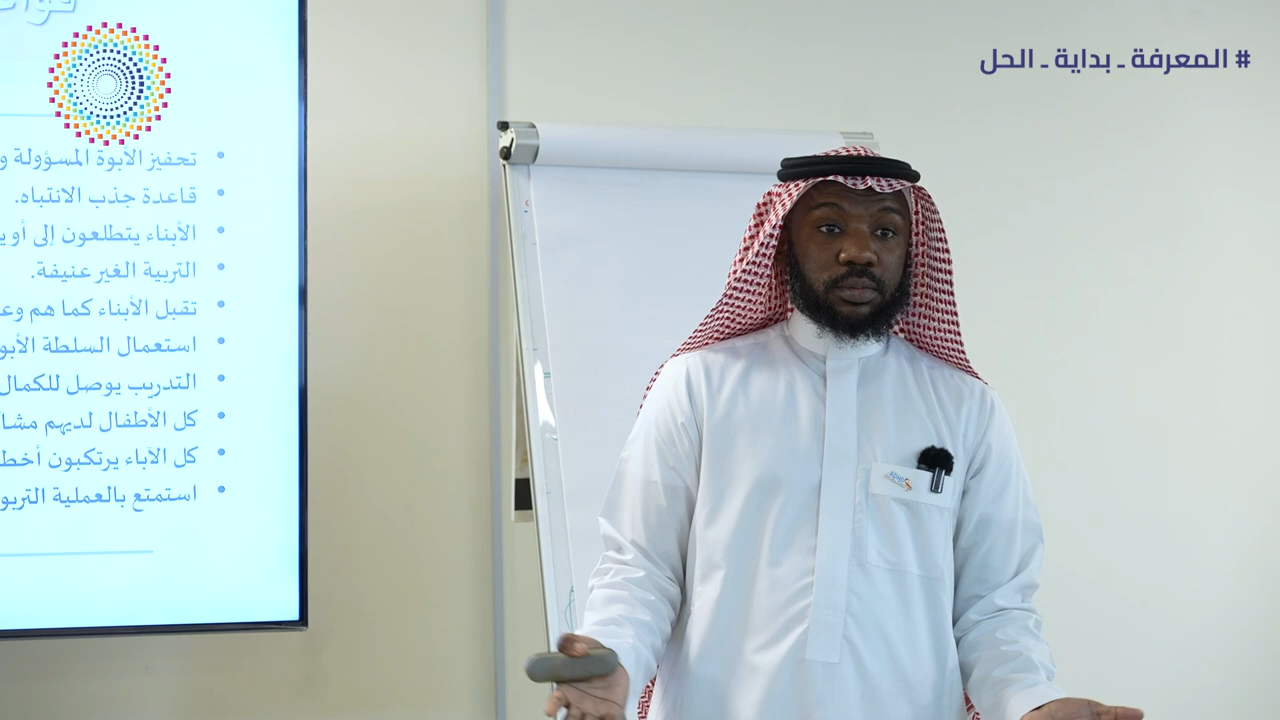 # المعرفة ـ بداية ـ الحل
• تحفيز الأبوة المسؤولة و
• قاعدة جذب الانتباه.
• الأبناء يتطلعون إلى أو
• التربية الغير عنيفة.
• تقبل الأبناء كما هم وع
• استعمال السلطة الأبو
• التدريب يوصل للكمال
• كل الأطفال لديهم مشا
• كل الآباء يرتكبون أخط
• استمتع بالعملية التربو